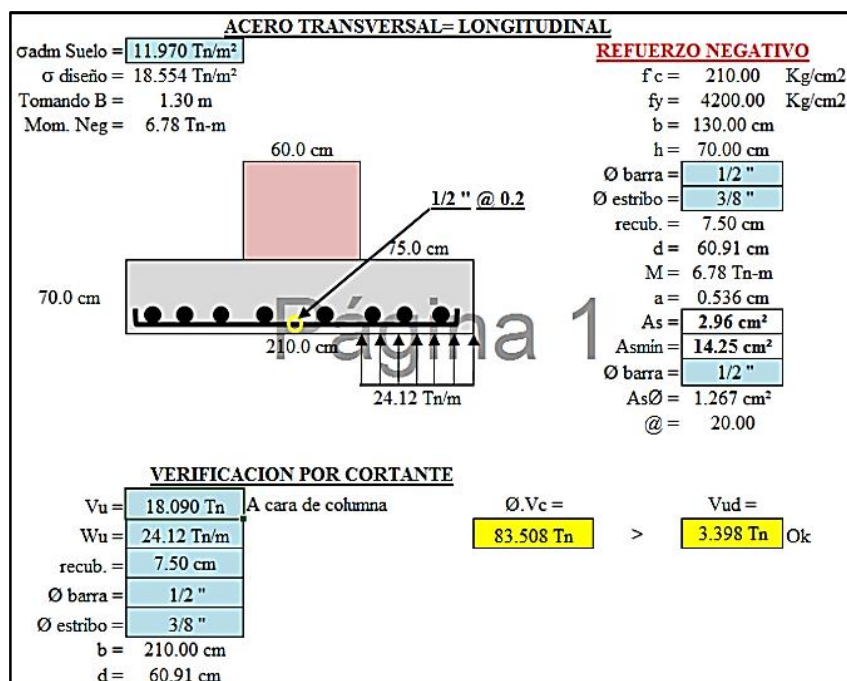 ACERO TRANSVERSAL= LONGITUDINAL
σadm Suelo = 11.970 Tn/m²
σ diseño = 18.554 Tn/m²
Tomando B = 1.30 m
Mom. Neg = 6.78 Tn-m
REFUERZO NEGATIVO
f'c = 210.00 Kg/cm2
fy = 4200.00 Kg/cm2
b = 130.00 cm
h = 70.00 cm
Ø barra = 1/2 "
Ø estribo = 3/8 "
recub. = 7.50 cm
d = 60.91 cm
M = 6.78 Tn-m
a = 0.536 cm
As = 2.96 cm²
Asmin = 14.25 cm²
Ø barra = 1/2 "
AsØ = 1.267 cm²
@ = 20.00
60.0 cm
1/2 " @ 0.2
75.0 cm
70.0 cm
Página 1
210.0 cm
24.12 Tn/m
VERIFICACION POR CORTANTE
Vu = 18.090 Tn A cara de columna
Wu = 24.12 Tn/m
recub. = 7.50 cm
Ø barra = 1/2 "
Ø estribo = 3/8 "
b = 210.00 cm
d = 60.91 cm
Ø.Vc = Vud =
83.508 Tn > 3.398 Tn Ok